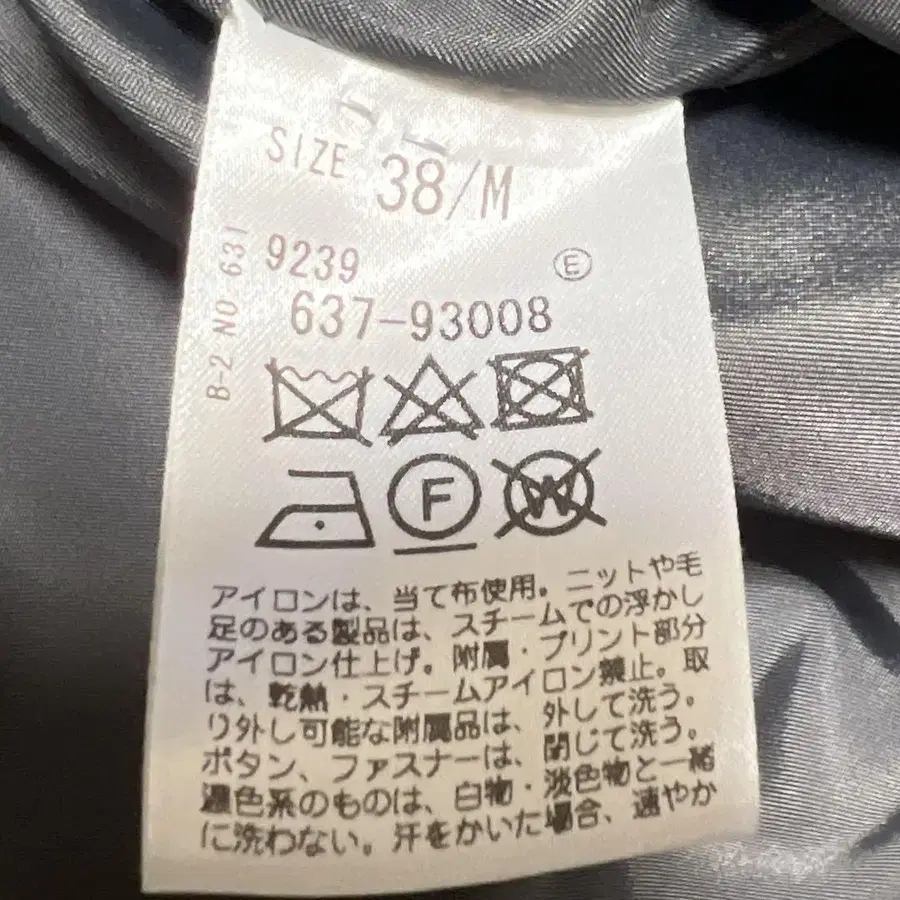 SIZE 38/M
B-2 NO 631
9239
E
637-93008
F
W
アイロンは、当て布使用。ニットや毛
足のある製品は、スチームでの浮かし
アイロン仕上げ。附属・プリント部分
は、乾熱・スチームアイロン禁止。取
り外し可能な附属品は、外して洗う。
ボタン、ファスナーは、閉じて洗う。
濃色系のものは、白物・淡色物と一緒
に洗わない。汗をかいた場合、速やか